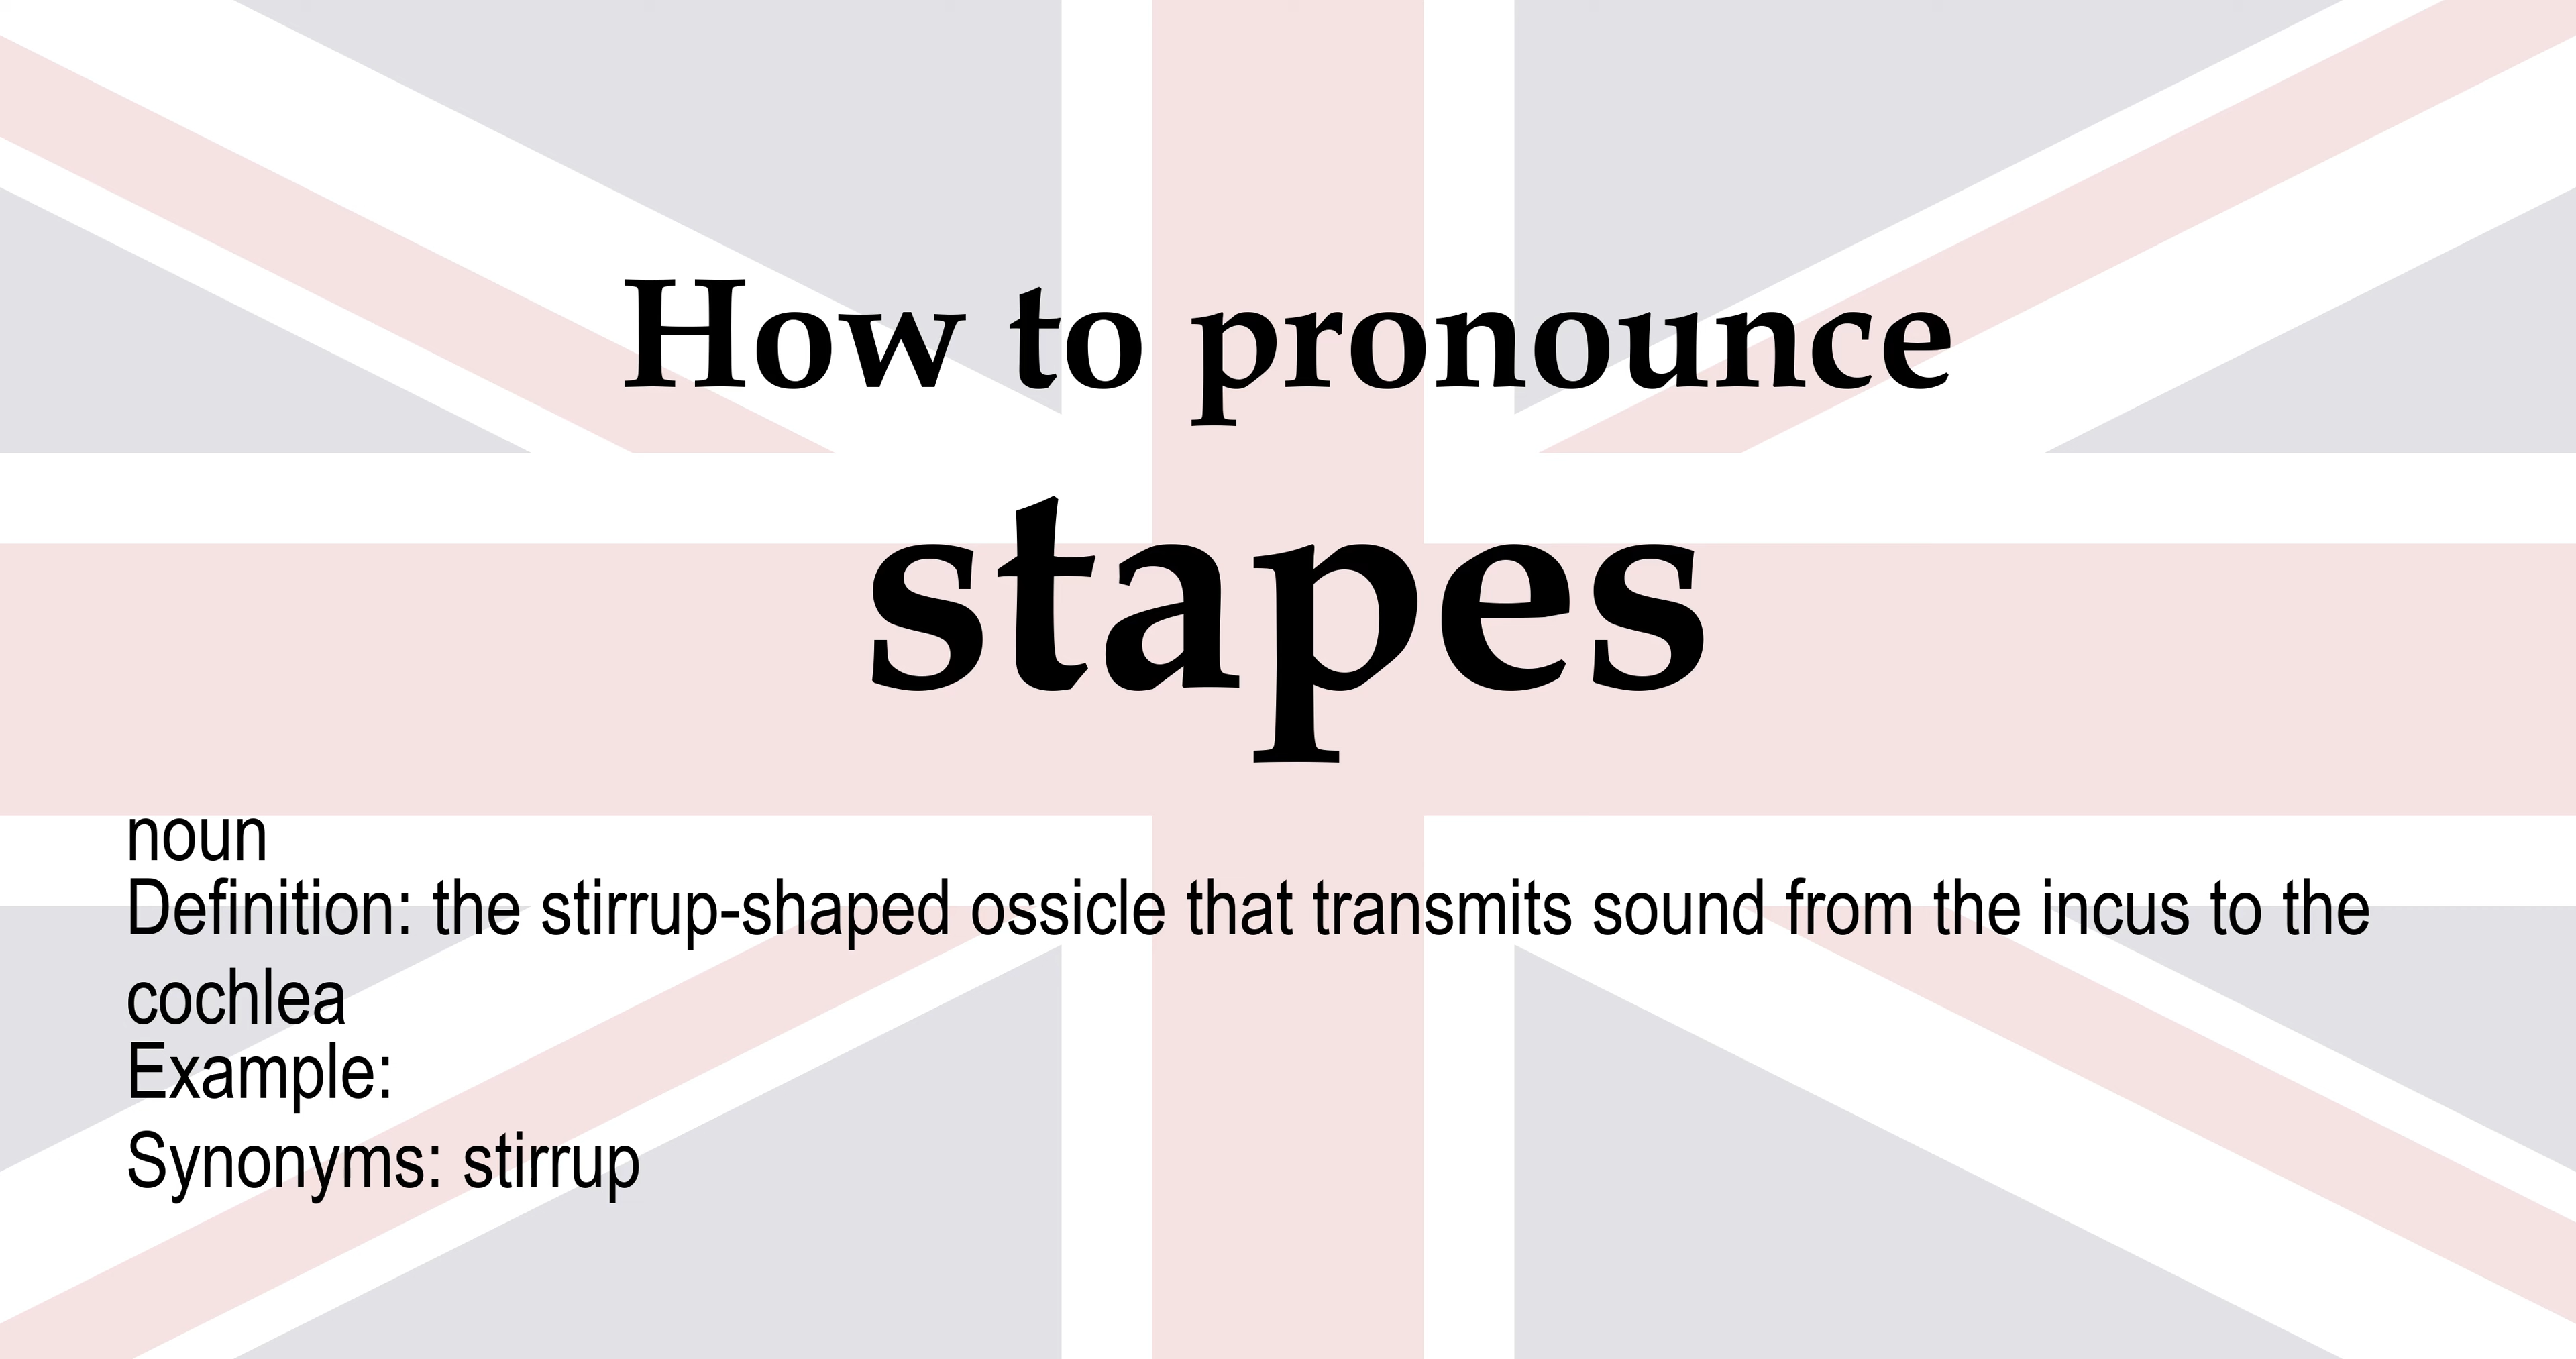 How to pronounce
stapes
noun
Definition: the stirrup-shaped ossicle that transmits sound from the incus to the
cochlea
Example:
Synonyms: stirrup